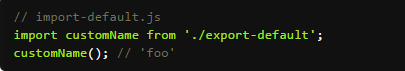 // import-default.js
import customName from './export-default';
customName(); // 'foo'